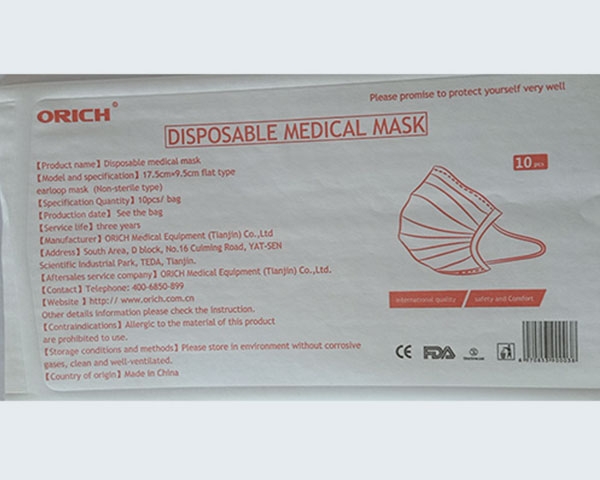 ORICH®
Please promise to protect yourself very well
DISPOSABLE MEDICAL MASK
【Product name】Disposable medical mask
【Model and specification】17.5cm×9.5cm flat type
earloop mask (Non-sterile type)
【Specification Quantity】10pcs/ bag
【Production date】 See the bag
【Service life】three years
【Manufacturer】ORICH Medical Equipment (Tianjin) Co.,Ltd
【Address】South Area, D block, No.16 Cuiming Road, YAT-SEN
Scientific Industrial Park, TEDA, Tianjin.
【Aftersales service company】ORICH Medical Equipment (Tianjin) Co.,Ltd.
【Contact】Telephone: 400-6850-899
【Website 】http:// www.orich.com.cn
Other details information please check the instruction.
【Contraindications】Allergic to the material of this product
are prohibited to use.
【Storage conditions and methods】Please store in environment without corrosive
gases, clean and well-ventilated.
【Country of origin】Made in China
10 pcs
international quality
safety and Comfort
CE FDA